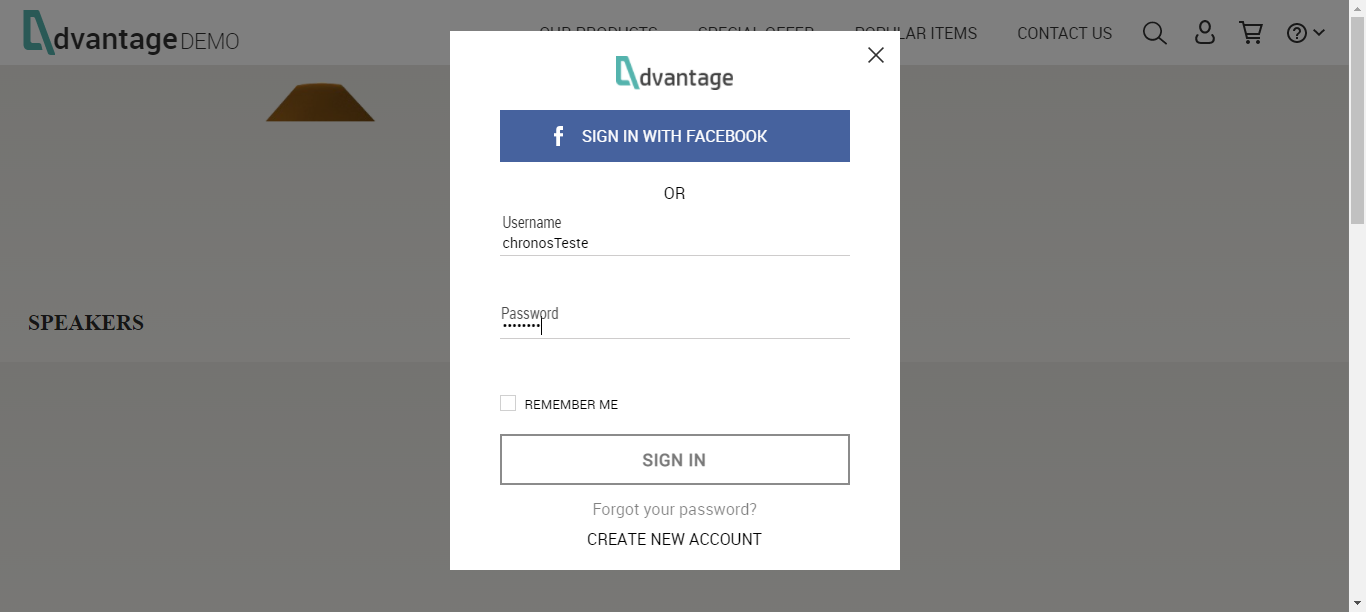 dvantage DEMO
OUR PRODUCTS SPECIAL OFFER POPULAR ITEMS CONTACT US
dvantage
f SIGN IN WITH FACEBOOK
OR
Username
chronosTeste
Password
••••••••
REMEMBER ME
SIGN IN
Forgot your password?
CREATE NEW ACCOUNT
SPEAKERS